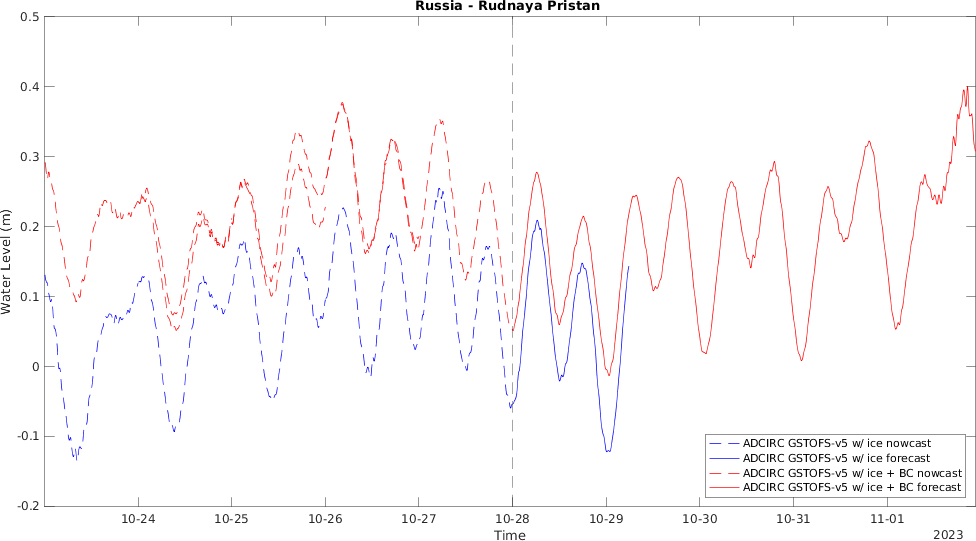 Russia - Rudnaya Pristan
0.5
0.4
0.3
0.2
0.1
0
-0.1
-0.2
Water Level (m)
ADCIRC GSTOFS-v5 w/ ice nowcast
ADCIRC GSTOFS-v5 w/ ice forecast
ADCIRC GSTOFS-v5 w/ ice + BC nowcast
ADCIRC GSTOFS-v5 w/ ice + BC forecast
10-24 10-25 10-26 10-27 10-28 10-29 10-30 10-31 11-01
Time
2023